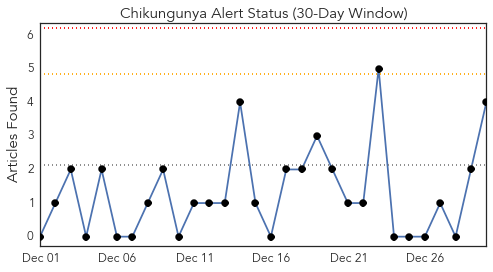 Chikungunya Alert Status (30-Day Window)
Articles Found
6
5
4
3
2
1
0
Dec 01 Dec 06 Dec 11 Dec 16 Dec 21 Dec 26